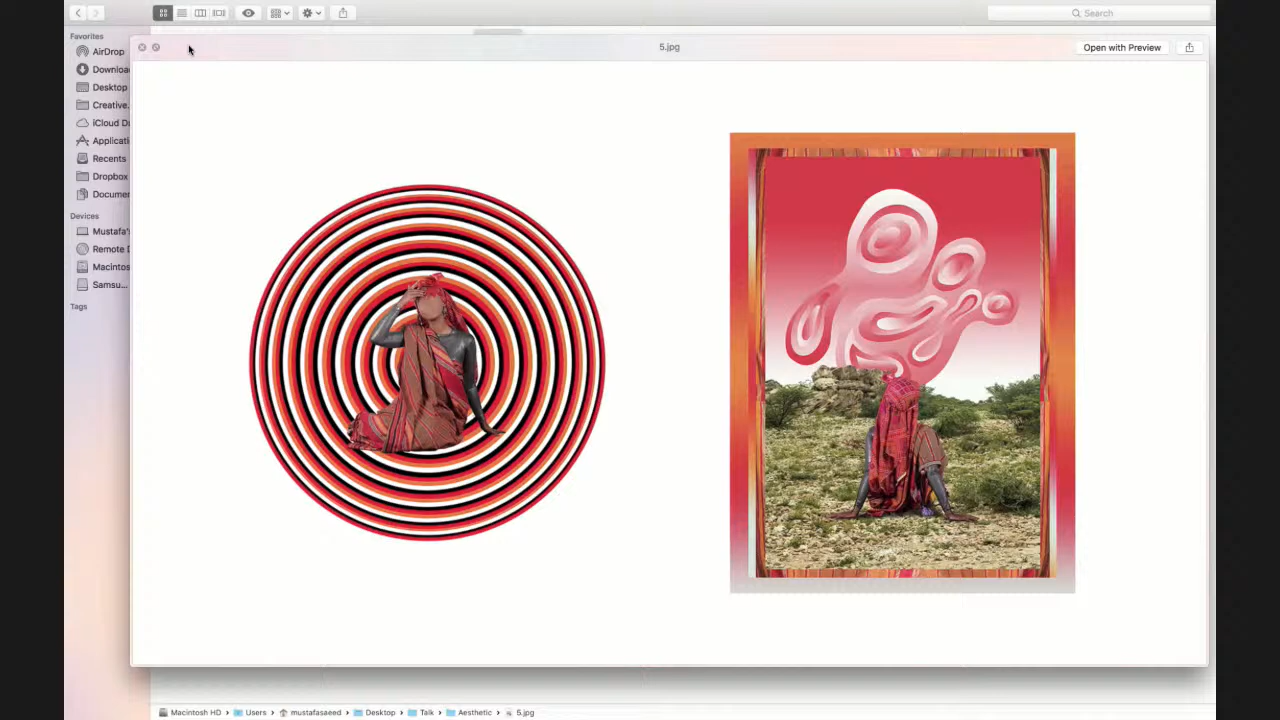 Search
Favorites
5.jpg
Open with Preview
AirDrop
Downloa
Desktop
Creative.
iCloud D
Applicati
Recents
Dropbox
Documen
Devices
Mustafa's
Remote D
Macintos
Samsu...
Tags
Macintosh HD
Users
mustafasaeed
Desktop
Talk
Aesthetic
5.jpg